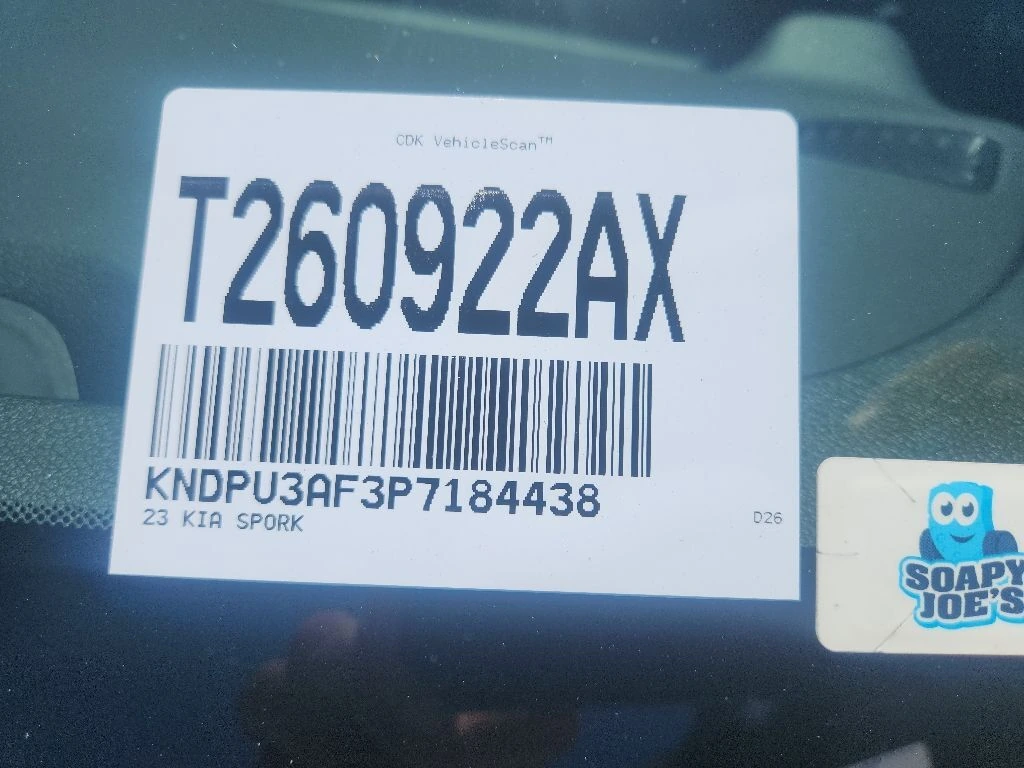 CDK VehicleScan™
T260922AX
KNDPU3AF3P7184438
23 KIA SPORK
D26
SOAPY
JOE'S